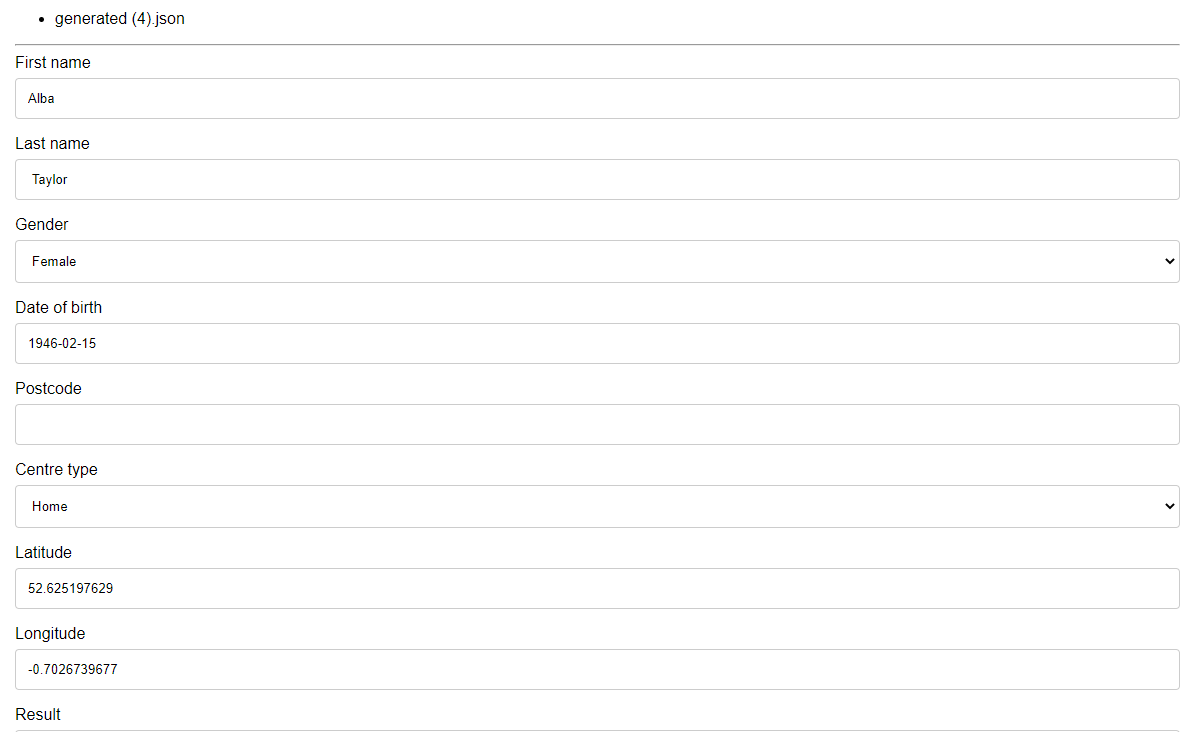 generated (4).json
First name
Alba
Last name
Taylor
Gender
Female
Date of birth
1946-02-15
Postcode
Centre type
Home
Latitude
52.625197629
Longitude
-0.7026739677
Result